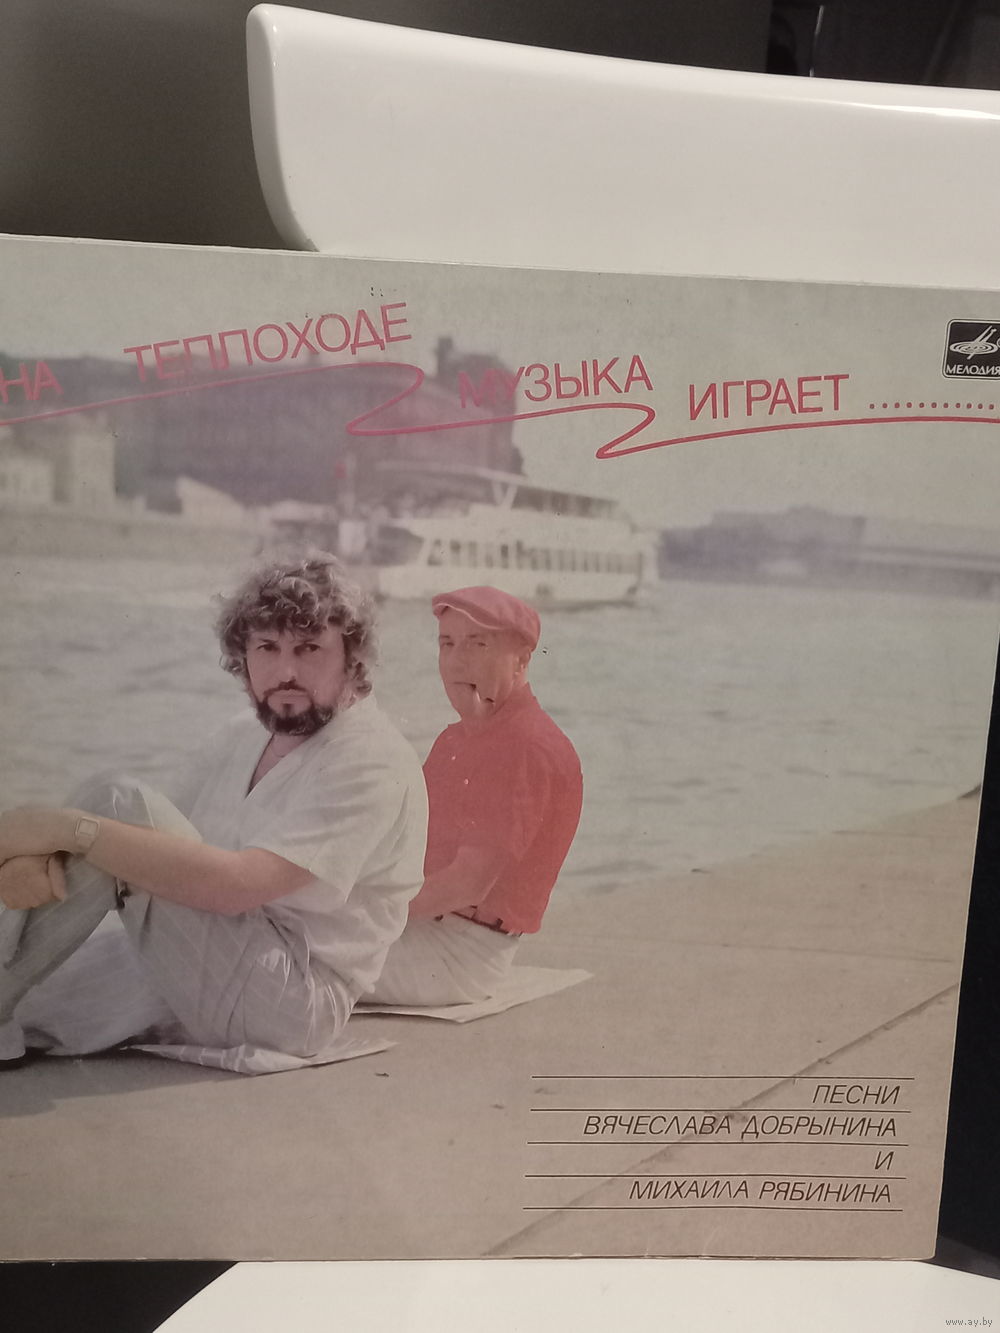 НА ТЕПЛОХОДЕ МУЗЫКА ИГРАЕТ ............
МЕЛОДИЯ
ПЕСНИ
ВЯЧЕСЛАВА ДОБРЫНИНА
И
МИХАИЛА РЯБИНИНА
www.ay.by